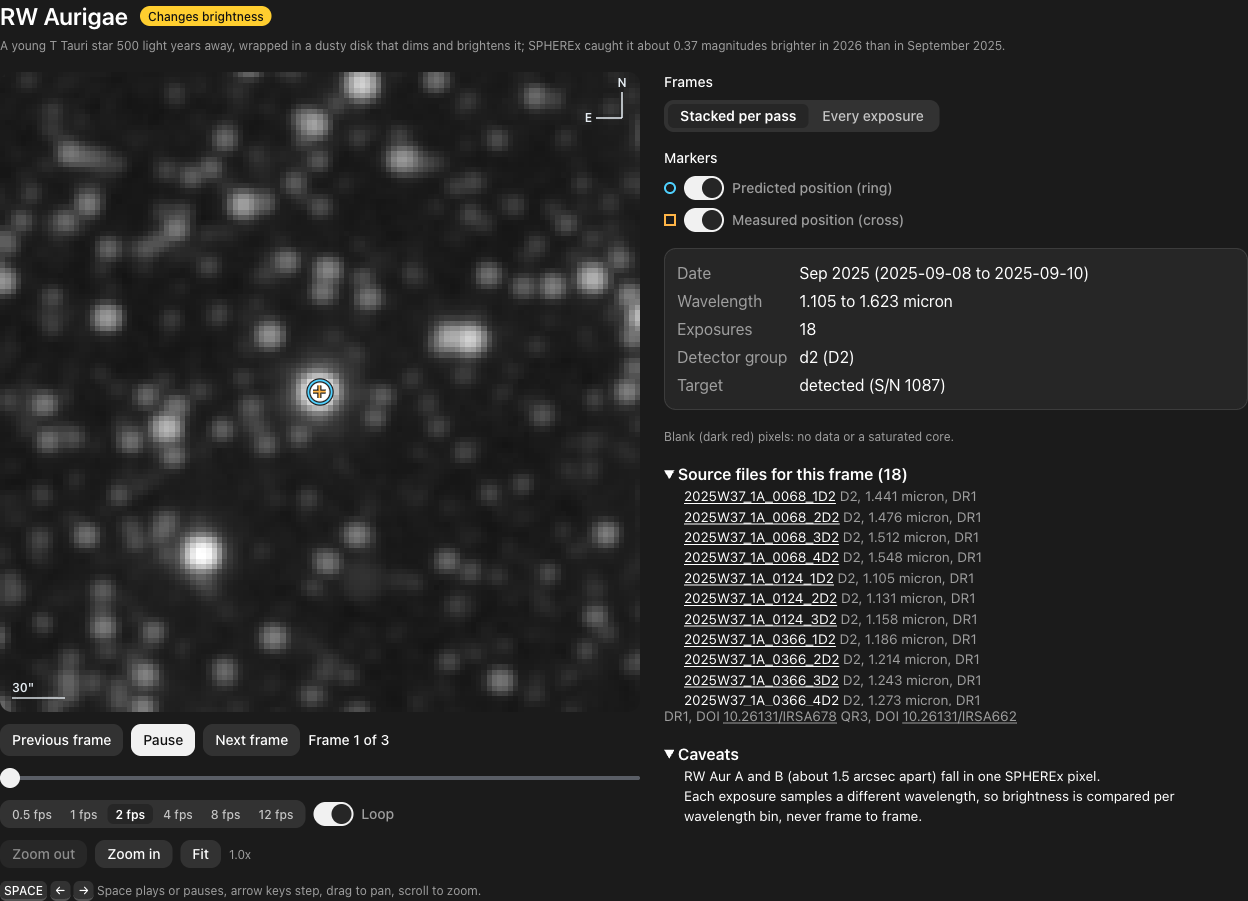 RW Aurigae Changes brightness
A young T Tauri star 500 light years away, wrapped in a dusty disk that dims and brightens it; SPHEREx caught it about 0.37 magnitudes brighter in 2026 than in September 2025.
N
E
30"
Previous frame Pause Next frame Frame 1 of 3
0.5 fps 1 fps 2 fps 4 fps 8 fps 12 fps Loop
Zoom out Zoom in Fit 1.0x
SPACE ← → Space plays or pauses, arrow keys step, drag to pan, scroll to zoom.
Frames
Stacked per pass Every exposure
Markers
Predicted position (ring)
Measured position (cross)
Date Sep 2025 (2025-09-08 to 2025-09-10)
Wavelength 1.105 to 1.623 micron
Exposures 18
Detector group d2 (D2)
Target detected (S/N 1087)
Blank (dark red) pixels: no data or a saturated core.
▼ Source files for this frame (18)
2025W37_1A_0068_1D2 D2, 1.441 micron, DR1
2025W37_1A_0068_2D2 D2, 1.476 micron, DR1
2025W37_1A_0068_3D2 D2, 1.512 micron, DR1
2025W37_1A_0068_4D2 D2, 1.548 micron, DR1
2025W37_1A_0124_1D2 D2, 1.105 micron, DR1
2025W37_1A_0124_2D2 D2, 1.131 micron, DR1
2025W37_1A_0124_3D2 D2, 1.158 micron, DR1
2025W37_1A_0366_1D2 D2, 1.186 micron, DR1
2025W37_1A_0366_2D2 D2, 1.214 micron, DR1
2025W37_1A_0366_3D2 D2, 1.243 micron, DR1
2025W37_1A_0366_4D2 D2, 1.273 micron, DR1
DR1, DOI 10.26131/IRSA678 QR3, DOI 10.26131/IRSA662
▼ Caveats
RW Aur A and B (about 1.5 arcsec apart) fall in one SPHEREx pixel.
Each exposure samples a different wavelength, so brightness is compared per
wavelength bin, never frame to frame.